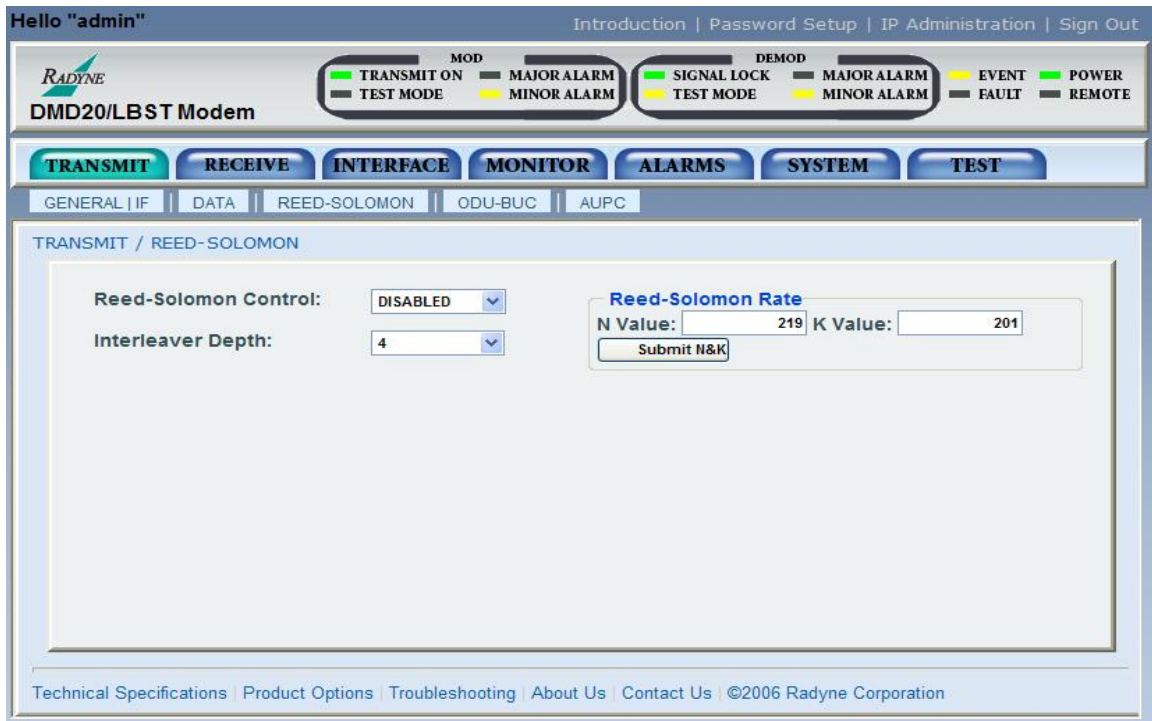 Hello "admin"
Introduction | Password Setup | IP Administration | Sign Out
RADYNE
DMD20/LBST Modem
MOD
TRANSMIT ON MAJOR ALARM
TEST MODE MINOR ALARM
DEMOD
SIGNAL LOCK MAJOR ALARM
TEST MODE MINOR ALARM
EVENT POWER
FAULT REMOTE
TRANSMIT RECEIVE INTERFACE MONITOR ALARMS SYSTEM TEST
GENERAL | IF DATA REED-SOLOMON ODU-BUC AUPC
TRANSMIT / REED-SOLOMON
Reed-Solomon Control: DISABLED
Interleaver Depth: 4
Reed-Solomon Rate
N Value: 219 K Value: 201
Submit N&K
Technical Specifications | Product Options | Troubleshooting | About Us | Contact Us | ©2006 Radyne Corporation